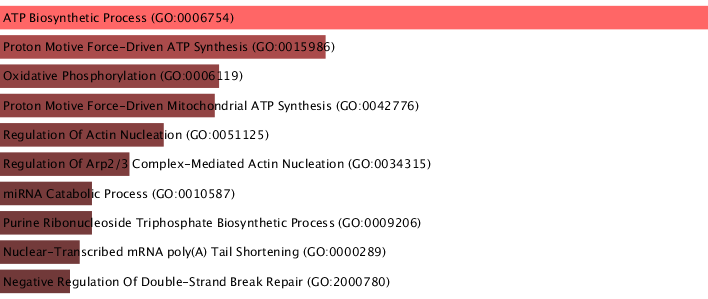 ATP Biosynthetic Process (GO:0006754)
Proton Motive Force-Driven ATP Synthesis (GO:0015986)
Oxidative Phosphorylation (GO:0006119)
Proton Motive Force-Driven Mitochondrial ATP Synthesis (GO:0042776)
Regulation Of Actin Nucleation (GO:0051125)
Regulation Of Arp2/3 Complex-Mediated Actin Nucleation (GO:0034315)
miRNA Catabolic Process (GO:0010587)
Purine Ribonucleoside Triphosphate Biosynthetic Process (GO:0009206)
Nuclear-Transcribed mRNA poly(A) Tail Shortening (GO:0000289)
Negative Regulation Of Double-Strand Break Repair (GO:2000780)